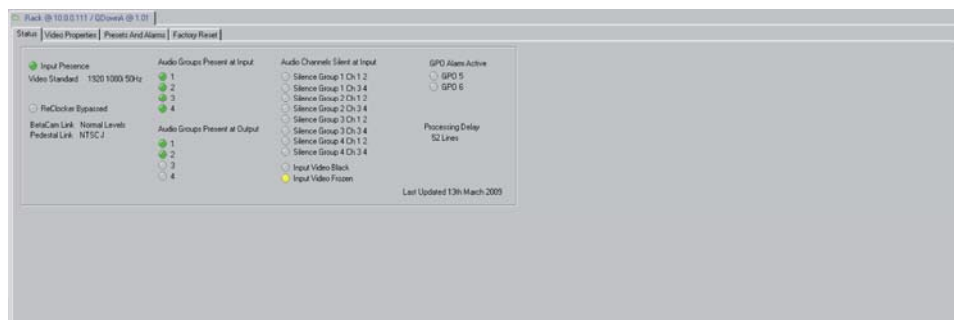 Rack @ 10.0.0.111 / GDownA @ 1.01
Status Video Properties Presets And Alarms Factory Reset
Input Presence
Video Standard 1920 1080i 50Hz
ReClocker Bypassed
BetaCam Link Normal Levels
Pedestal Link NTSC J
Audio Groups Present at Input
1
2
3
4
Audio Groups Present at Output
1
2
3
4
Audio Channels Silent at Input
Silence Group 1 Ch 1 2
Silence Group 1 Ch 3 4
Silence Group 2 Ch 1 2
Silence Group 2 Ch 3 4
Silence Group 3 Ch 1 2
Silence Group 3 Ch 3 4
Silence Group 4 Ch 1 2
Silence Group 4 Ch 3 4
Input Video Black
Input Video Frozen
GPO Alarm Active
GPO 5
GPO 6
Processing Delay
52 Lines
Last Updated 13th March 2009